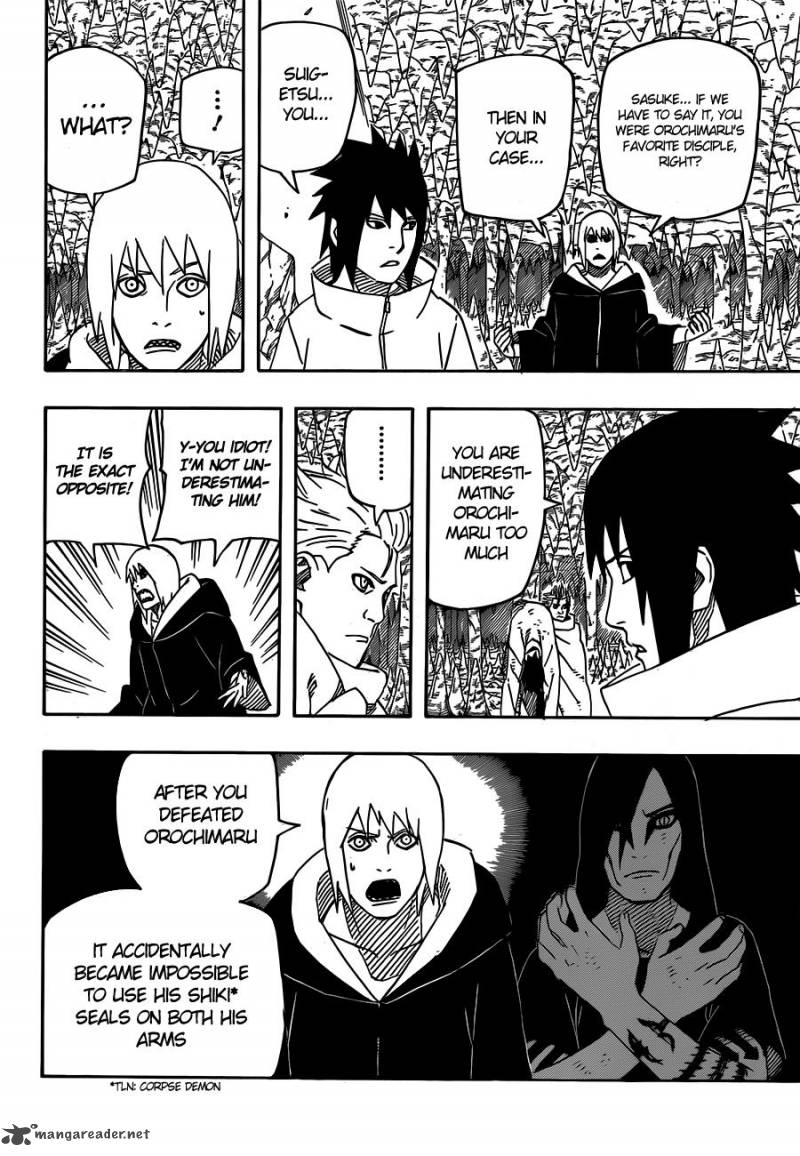 SASUKE... IF WE
HAVE TO SAY IT, YOU
WERE OROCHIMARU'S
FAVORITE DISCIPLE,
RIGHT?
THEN IN
YOUR
CASE...
SUIG-
ETSU...
YOU...
...!
...
WHAT?
YOU ARE
UNDERESTI-
MATING
OROCHI-
MARU TOO
MUCH
.........
Y-YOU IDIOT!
I'M NOT UN-
DERESTIMA-
TING HIM!
IT IS
THE EXACT
OPPOSITE!
AFTER YOU
DEFEATED
OROCHIMARU
IT ACCIDENTALLY
BECAME IMPOSSIBLE
TO USE HIS SHIKI*
SEALS ON BOTH HIS
ARMS
*TLN: CORPSE DEMON
mangareader.net